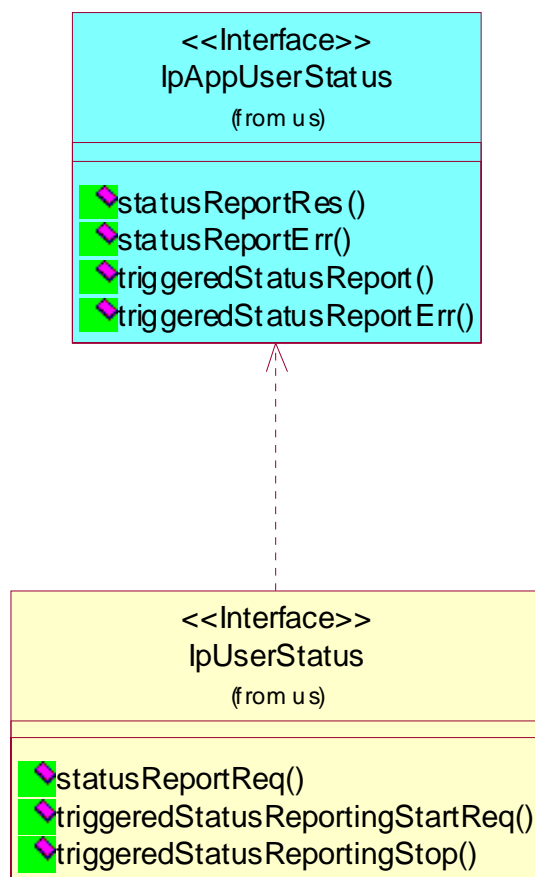 <<Interface>>
IpAppUserStatus
(from us)
statusReportRes()
statusReportErr()
triggeredStatusReport()
triggeredStatusReportErr()
<<Interface>>
IpUserStatus
(from us)
statusReportReq()
triggeredStatusReportingStartReq()
triggeredStatusReportingStop()